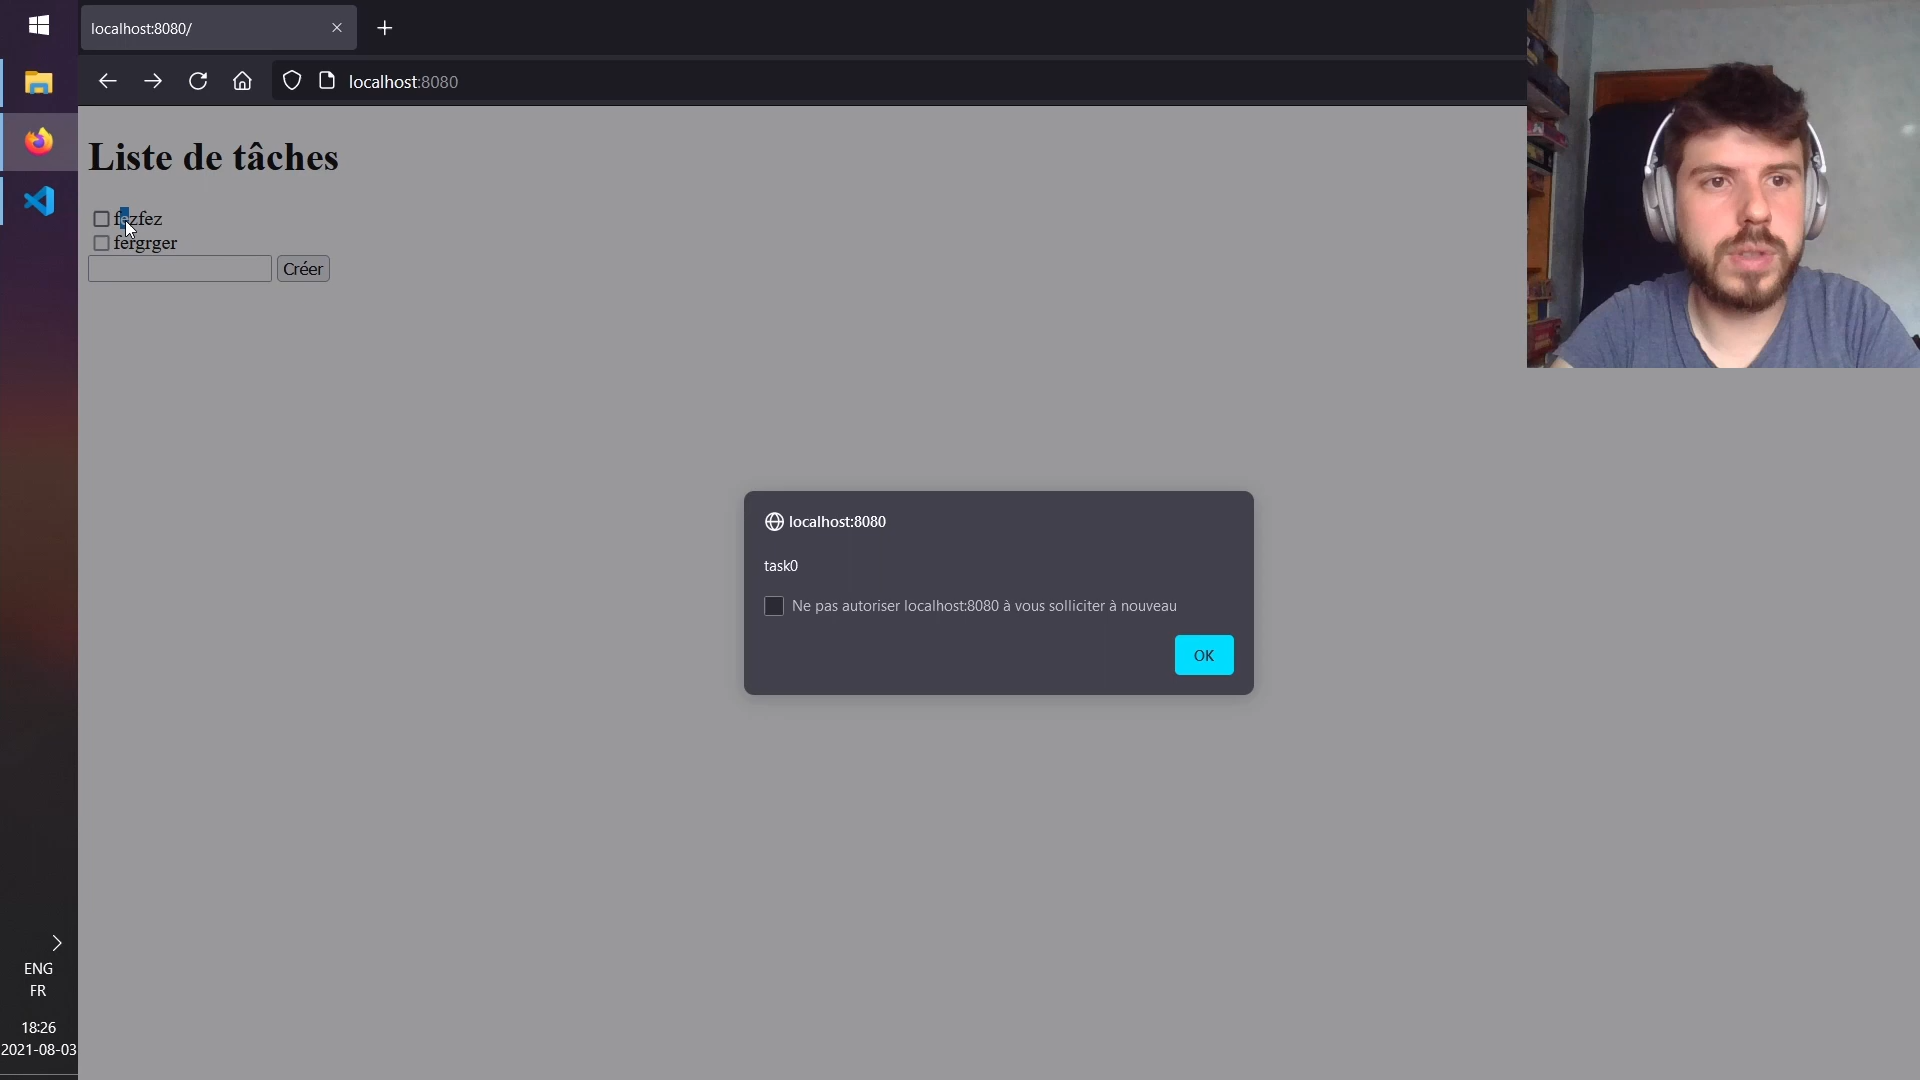 localhost:8080/
localhost:8080
Liste de tâches
fezfez
fergrger
Créer
localhost:8080
task0
Ne pas autoriser localhost:8080 à vous solliciter à nouveau
OK
ENG
FR
18:26
2021-08-03